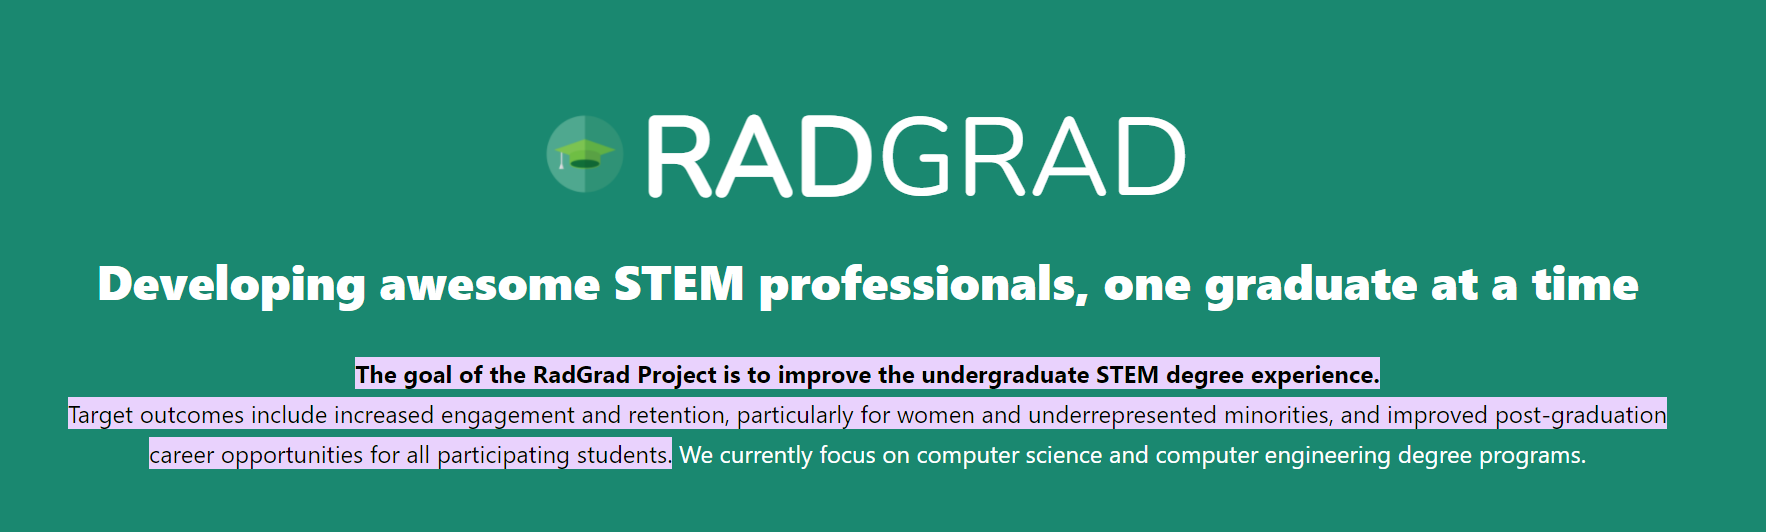 RADGRAD
Developing awesome STEM professionals, one graduate at a time
The goal of the RadGrad Project is to improve the undergraduate STEM degree experience.
Target outcomes include increased engagement and retention, particularly for women and underrepresented minorities, and improved post-graduation
career opportunities for all participating students. We currently focus on computer science and computer engineering degree programs.